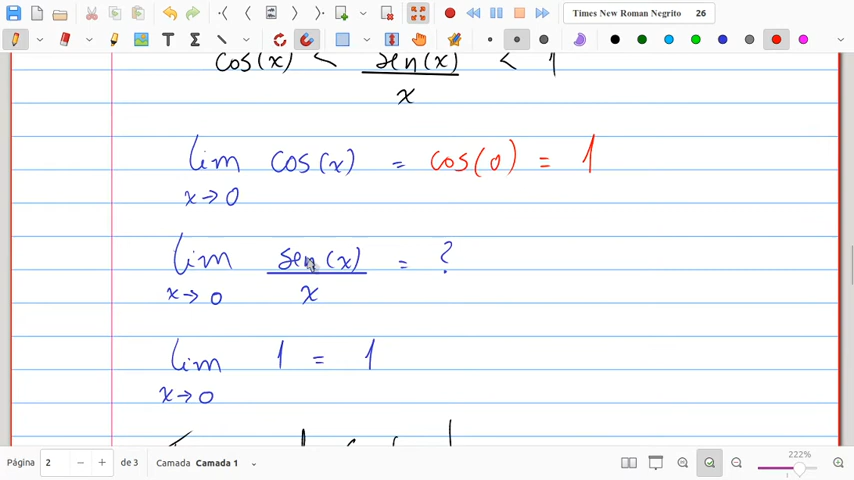 Times New Roman Negrito 26
cos(x) < sen(x) < 1
x
lim cos(x) = cos(0) = 1
x→0
lim sen(x) = ?
x→0 x
lim 1 = 1
x→0
Página 2 de 3 Camada Camada 1 222%